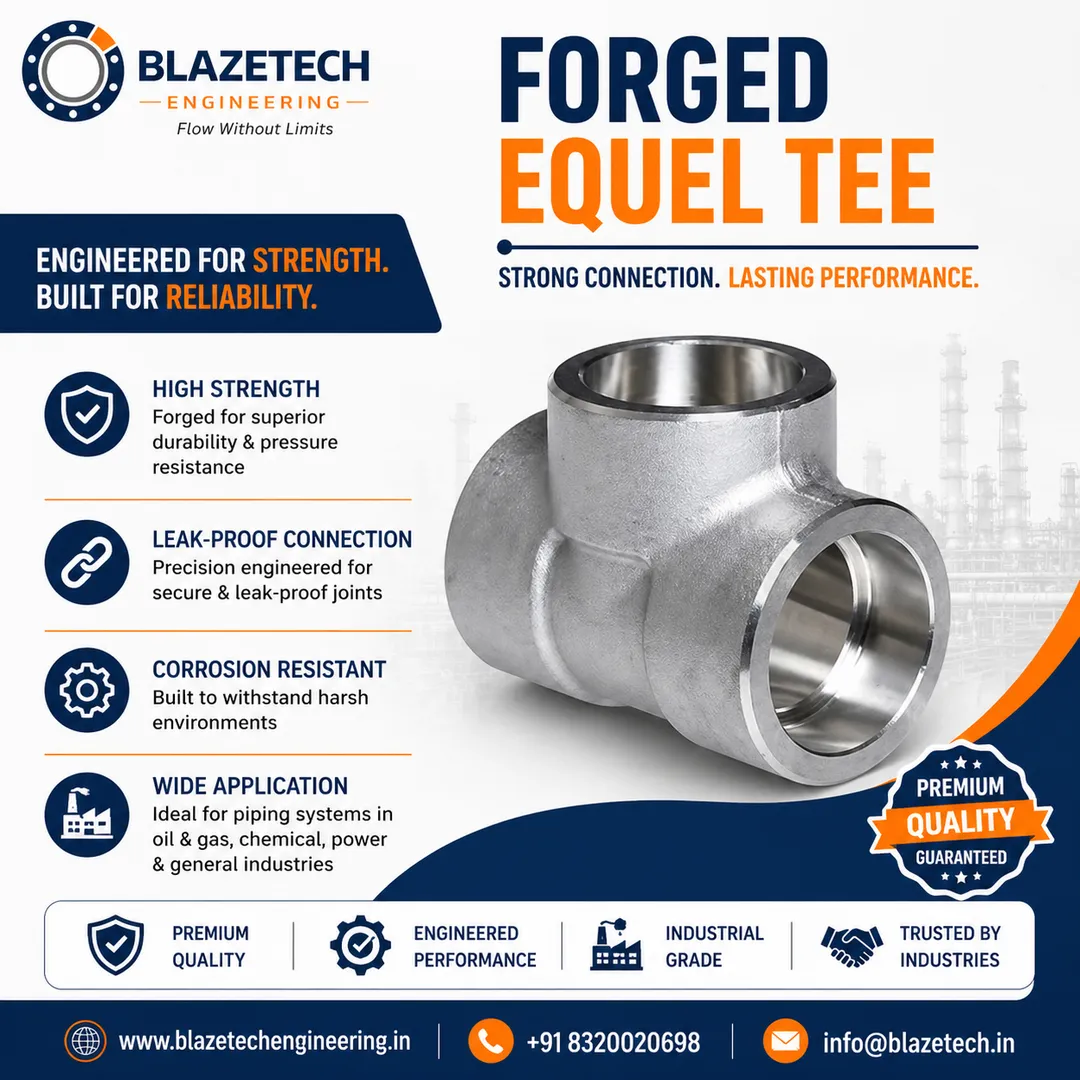 BLAZETECH
ENGINEERING
Flow Without Limits
FORGED
EQUEL TEE
STRONG CONNECTION. LASTING PERFORMANCE.
ENGINEERED FOR STRENGTH.
BUILT FOR RELIABILITY.
HIGH STRENGTH
Forged for superior
durability & pressure
resistance
LEAK-PROOF CONNECTION
Precision engineered for
secure & leak-proof joints
CORROSION RESISTANT
Built to withstand harsh
environments
WIDE APPLICATION
Ideal for piping systems in
oil & gas, chemical, power
& general industries
PREMIUM
QUALITY
GUARANTEED
PREMIUM
QUALITY
ENGINEERED
PERFORMANCE
INDUSTRIAL
GRADE
TRUSTED BY
INDUSTRIES
www.blazetechengineering.in
+91 8320020698
info@blazetech.in